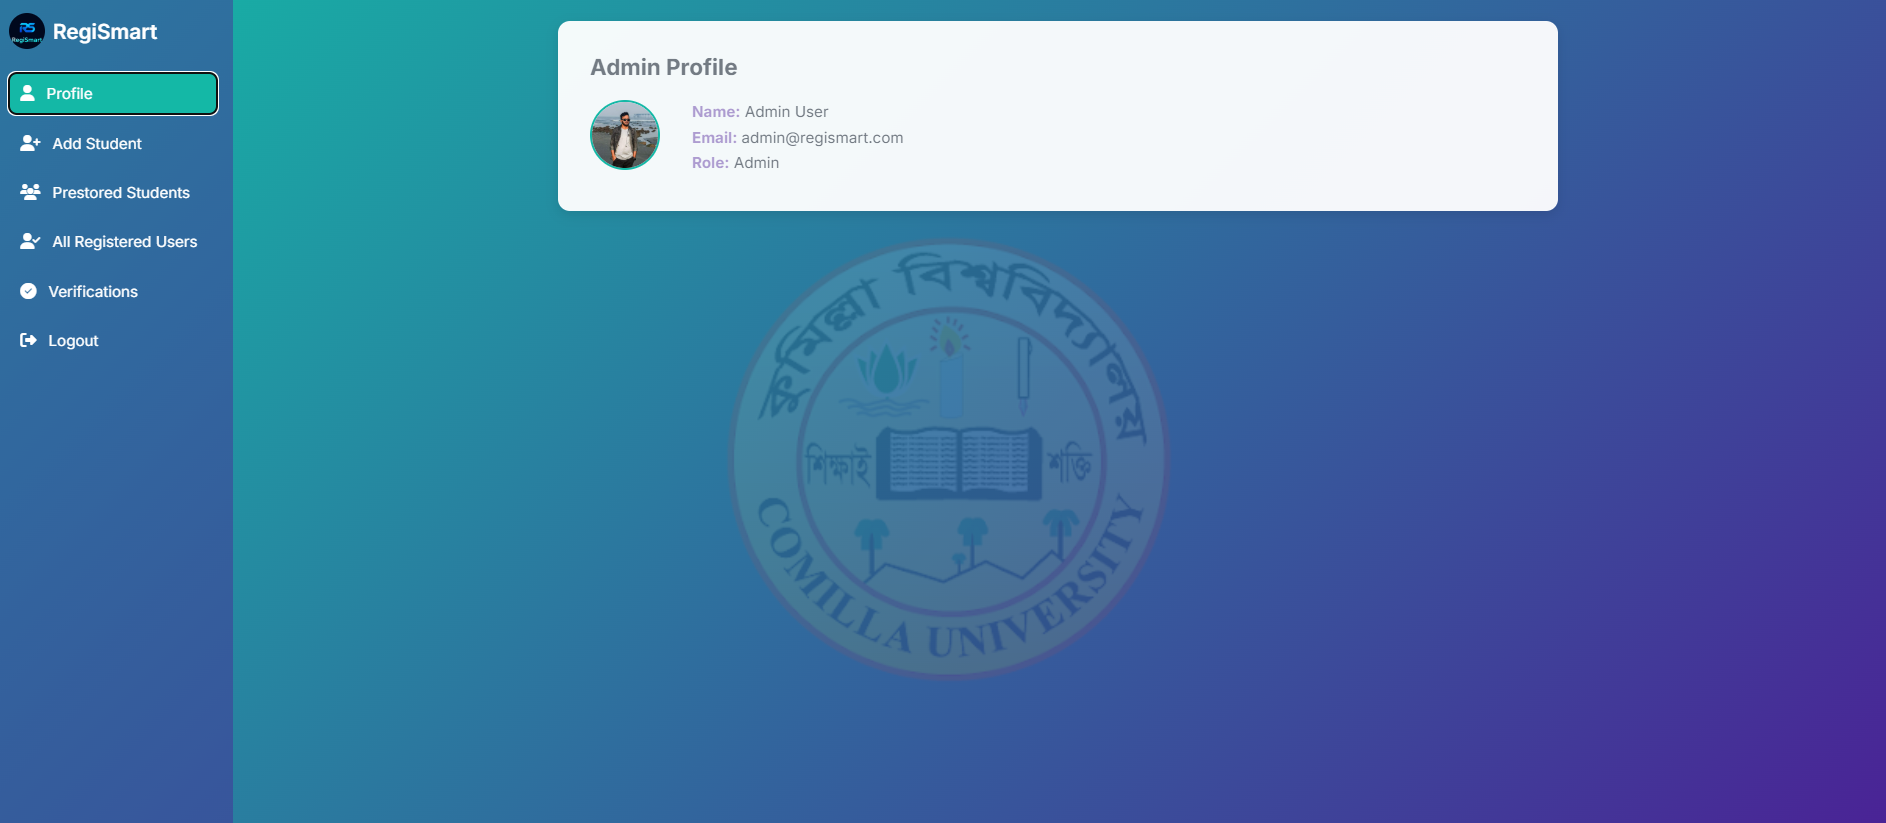 RS
RegiSmart
RegiSmart
Profile
Add Student
Prestored Students
All Registered Users
Verifications
Logout
Admin Profile
Name: Admin User
Email: admin@regismart.com
Role: Admin
কুমিল্লা বিশ্ববিদ্যালয়
শিক্ষাই শক্তি
COMILLA UNIVERSITY